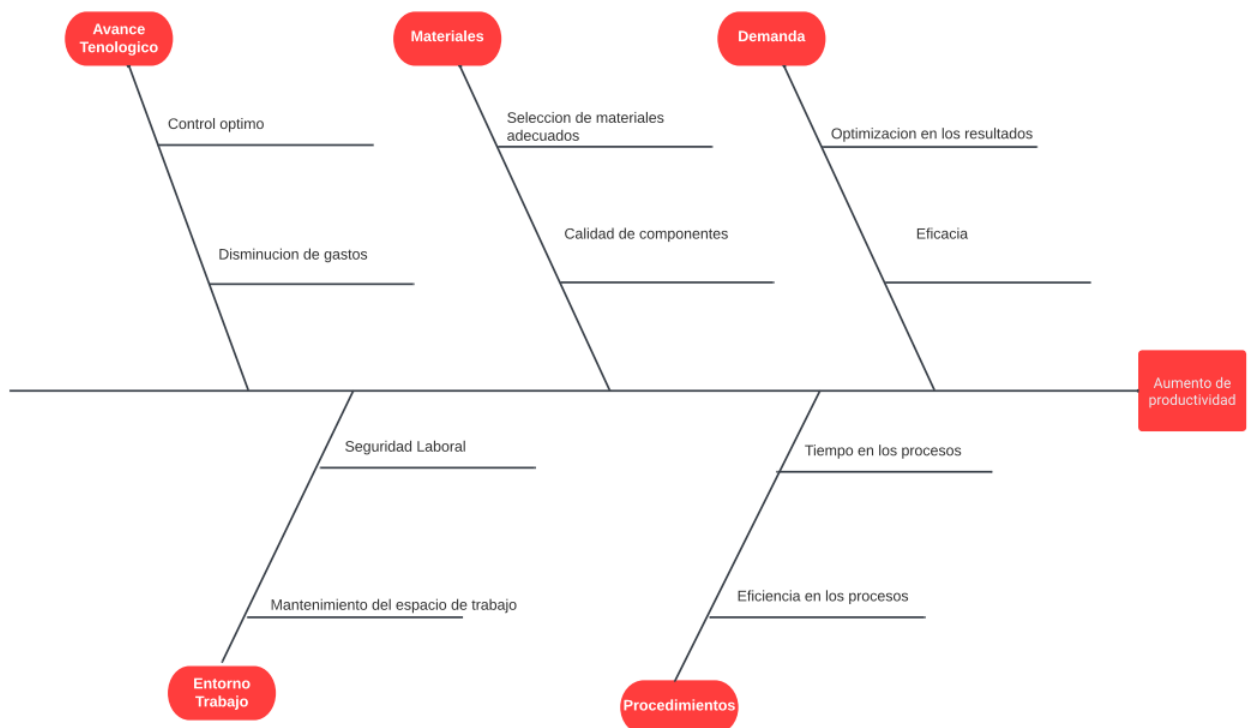 Avance
Tenologico
Materiales
Demanda
Control optimo
Seleccion de materiales
adecuados
Optimizacion en los resultados
Disminucion de gastos
Calidad de componentes
Eficacia
Aumento de
productividad
Seguridad Laboral
Tiempo en los procesos
Mantenimiento del espacio de trabajo
Eficiencia en los procesos
Entorno
Trabajo
Procedimientos